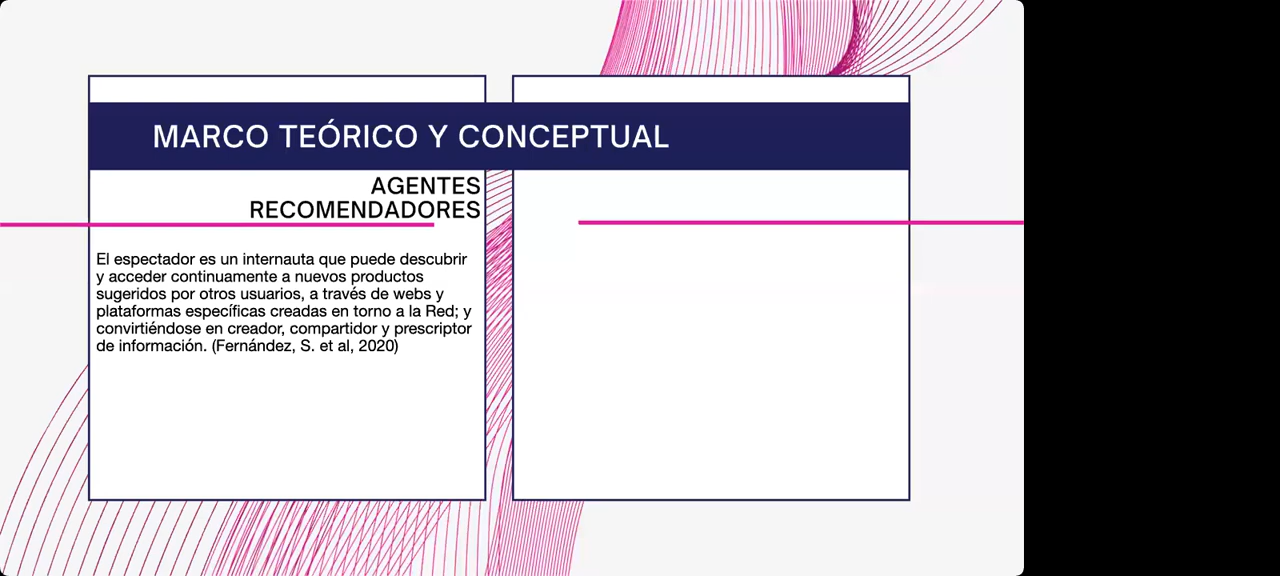 MARCO TEÓRICO Y CONCEPTUAL
AGENTES
RECOMENDADORES
El espectador es un internauta que puede descubrir
y acceder continuamente a nuevos productos
sugeridos por otros usuarios, a través de webs y
plataformas específicas creadas en torno a la Red; y
convirtiéndose en creador, compartidor y prescriptor
de información. (Fernández, S. et al, 2020)